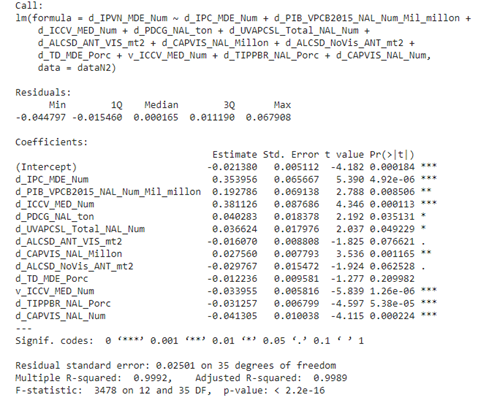 Call:
lm(formula = d_IPVN_MDE_Num ~ d_IPC_MDE_Num + d_PIB_VPCB2015_NAL_Num_Mil_millon +
d_ICCV_MED_Num + d_PDCG_NAL_ton + d_UVAPCSL_Total_NAL_Num +
d_ALCSD_ANT_VIS_mt2 + d_CAPVIS_NAL_Millon + d_ALCSD_NoVis_ANT_mt2 +
d_TD_MDE_Porc + v_ICCV_MED_Num + d_TIPPBR_NAL_Porc + d_CAPVIS_NAL_Num,
data = dataN2)
Residuals:
Min 1Q Median 3Q Max
-0.044797 -0.015460 0.000165 0.011190 0.067908
Coefficients:
Estimate Std. Error t value Pr(>|t|)
(Intercept) -0.021380 0.005112 -4.182 0.000184 ***
d_IPC_MDE_Num 0.353956 0.065667 5.390 4.92e-06 ***
d_PIB_VPCB2015_NAL_Num_Mil_millon 0.192786 0.069138 2.788 0.008506 **
d_ICCV_MED_Num 0.381126 0.087686 4.346 0.000113 ***
d_PDCG_NAL_ton 0.040283 0.018378 2.192 0.035131 *
d_UVAPCSL_Total_NAL_Num 0.036624 0.017976 2.037 0.049229 *
d_ALCSD_ANT_VIS_mt2 -0.016070 0.008808 -1.825 0.076621 .
d_CAPVIS_NAL_Millon 0.027560 0.007793 3.536 0.001165 **
d_ALCSD_NoVis_ANT_mt2 -0.029767 0.015472 -1.924 0.062528 .
d_TD_MDE_Porc -0.012236 0.009581 -1.277 0.209982
v_ICCV_MED_Num -0.033955 0.005816 -5.839 1.26e-06 ***
d_TIPPBR_NAL_Porc -0.031257 0.006799 -4.597 5.38e-05 ***
d_CAPVIS_NAL_Num -0.041305 0.010038 -4.115 0.000224 ***
---
Signif. codes: 0 ‘***’ 0.001 ‘**’ 0.01 ‘*’ 0.05 ‘.’ 0.1 ‘ ’ 1
Residual standard error: 0.02501 on 35 degrees of freedom
Multiple R-squared: 0.9992, Adjusted R-squared: 0.9989
F-statistic: 3478 on 12 and 35 DF, p-value: < 2.2e-16